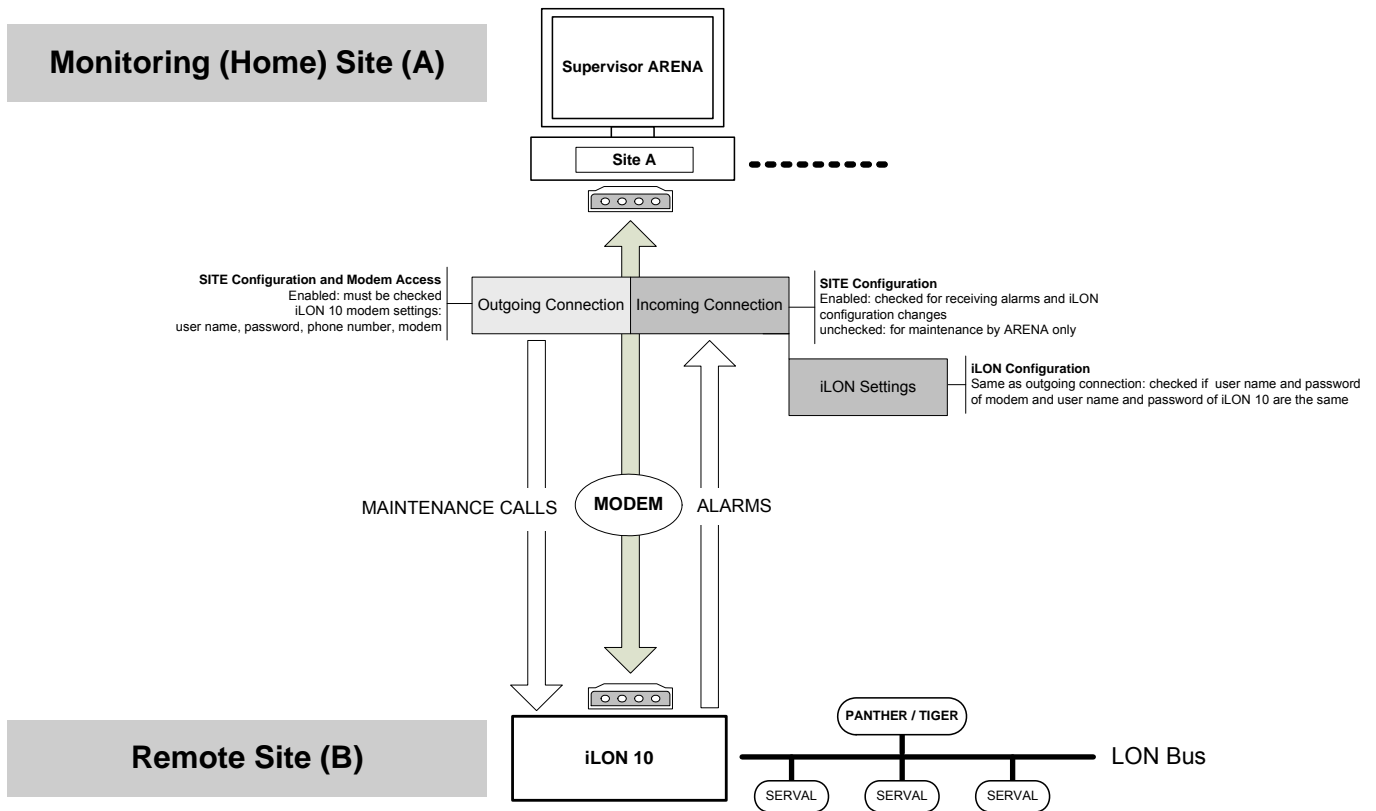 Monitoring (Home) Site (A)
Supervisor ARENA
Site A
SITE Configuration and Modem Access
Enabled: must be checked
iLON 10 modem settings:
user name, password, phone number, modem
Outgoing Connection
Incoming Connection
SITE Configuration
Enabled: checked for receiving alarms and iLON
configuration changes
unchecked: for maintenance by ARENA only
iLON Settings
iLON Configuration
Same as outgoing connection: checked if user name and password
of modem and user name and password of iLON 10 are the same
MAINTENANCE CALLS
MODEM
ALARMS
Remote Site (B)
iLON 10
PANTHER / TIGER
LON Bus
SERVAL
SERVAL
SERVAL